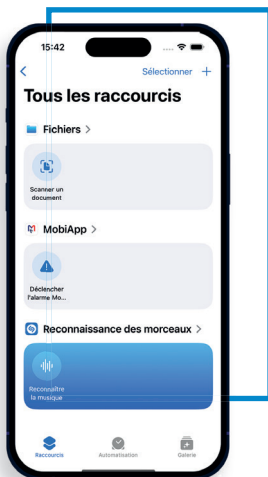 15:42
Sélectionner +
Tous les raccourcis
Fichiers >
Scanner un
document
MobiApp >
Déclencher
l'alarme Mo...
Reconnaissance des morceaux >
Reconnaître
la musique
Raccourcis Automatisation Galerie